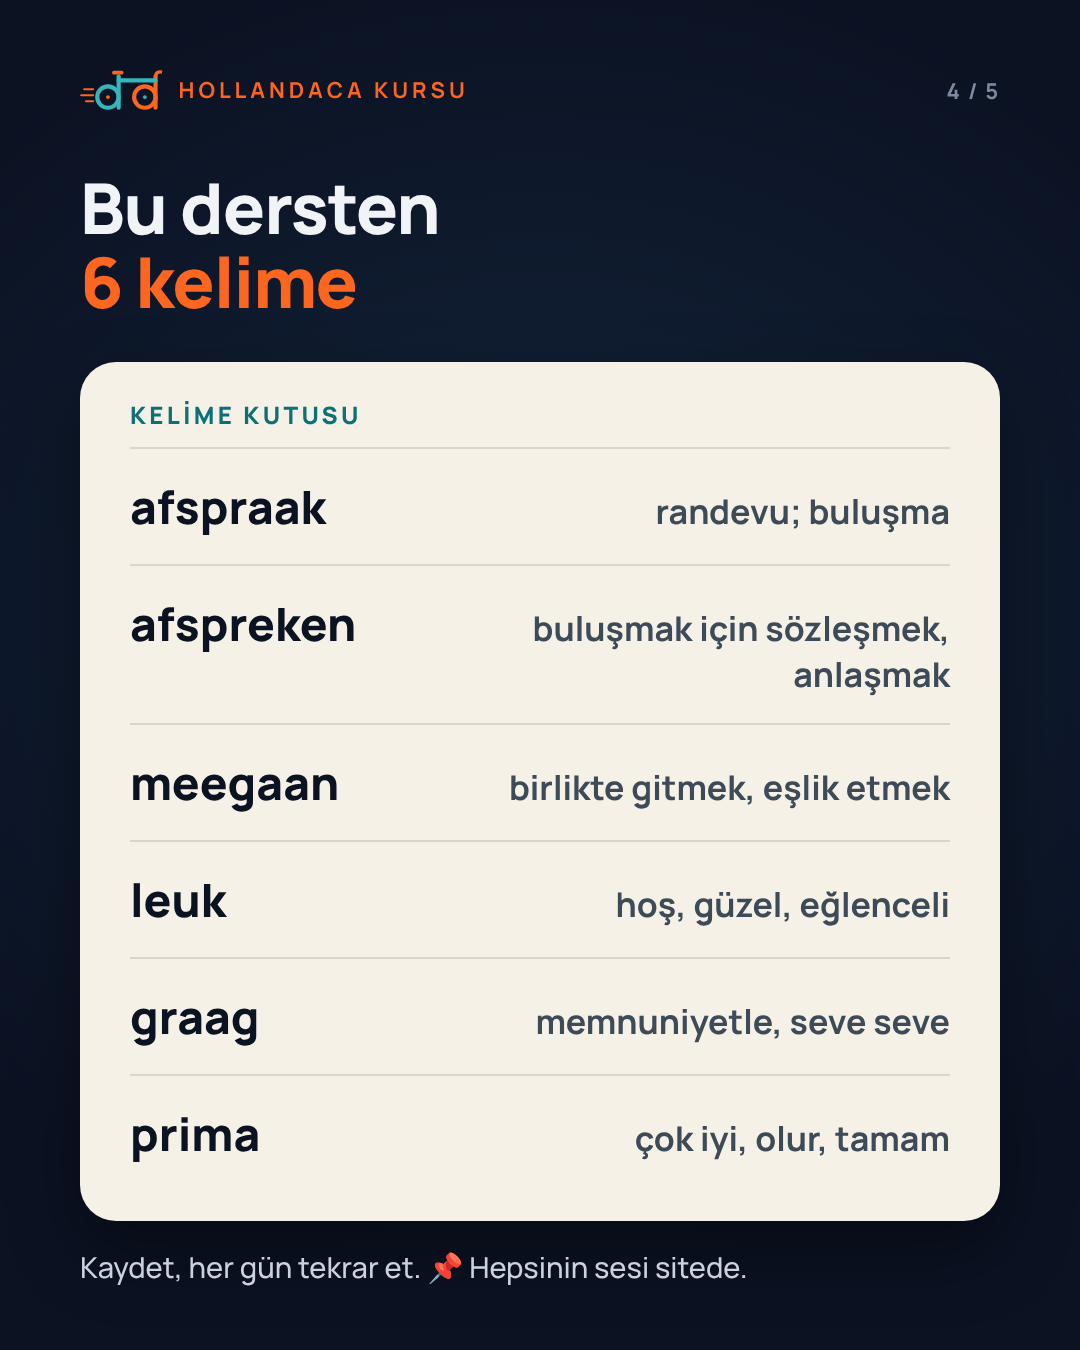 HOLLANDACA KURSU
4 / 5
Bu dersten
6 kelime
KELİME KUTUSU
afspraak randevu; buluşma
afspreken buluşmak için sözleşmek,
anlaşmak
meegaan birlikte gitmek, eşlik etmek
leuk hoş, güzel, eğlenceli
graag memnuniyetle, seve seve
prima çok iyi, olur, tamam
Kaydet, her gün tekrar et. 📌 Hepsinin sesi sitede.